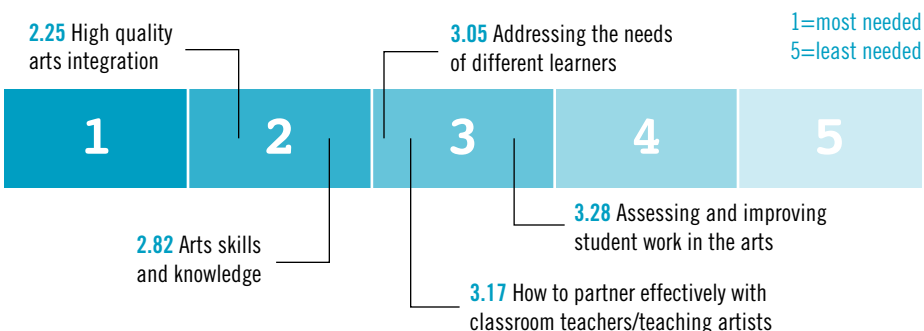 2.25 High quality
arts integration
3.05 Addressing the needs
of different learners
1=most needed
5=least needed
1
2
3
4
5
2.82 Arts skills
and knowledge
3.28 Assessing and improving
student work in the arts
3.17 How to partner effectively with
classroom teachers/teaching artists